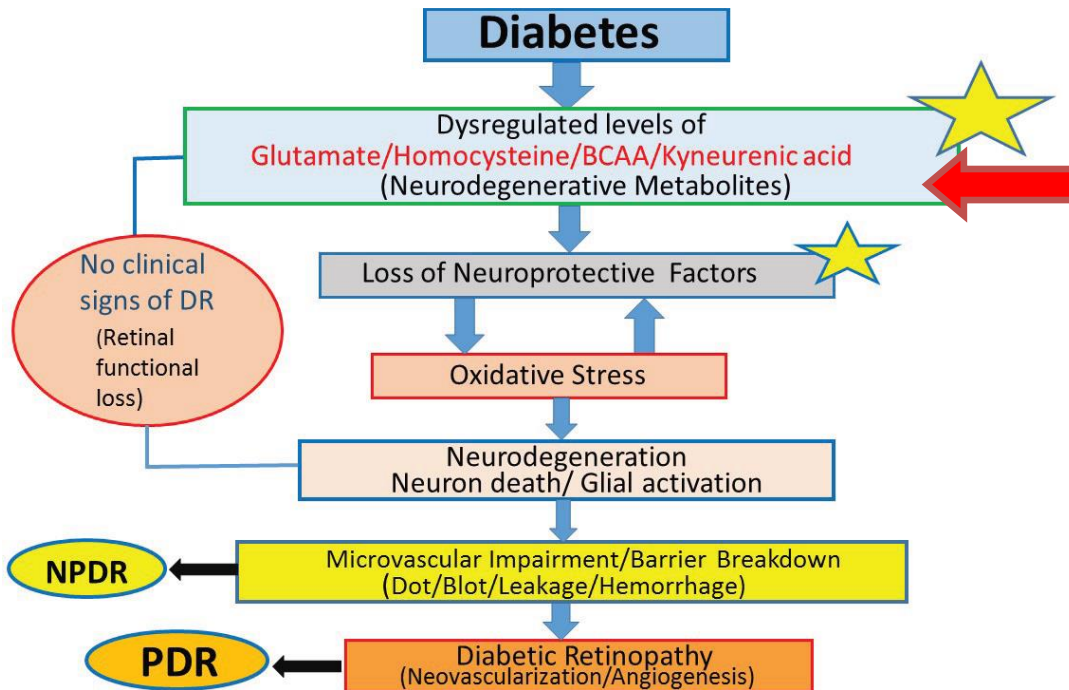 Diabetes
Dysregulated levels of
Glutamate/Homocysteine/BCAA/Kyneurenic acid
(Neurodegenerative Metabolites)
Loss of Neuroprotective Factors
No clinical
signs of DR
(Retinal
functional
loss)
Oxidative Stress
Neurodegeneration
Neuron death/ Glial activation
Microvascular Impairment/Barrier Breakdown
(Dot/Blot/Leakage/Hemorrhage)
NPDR
Diabetic Retinopathy
(Neovascularization/Angiogenesis)
PDR